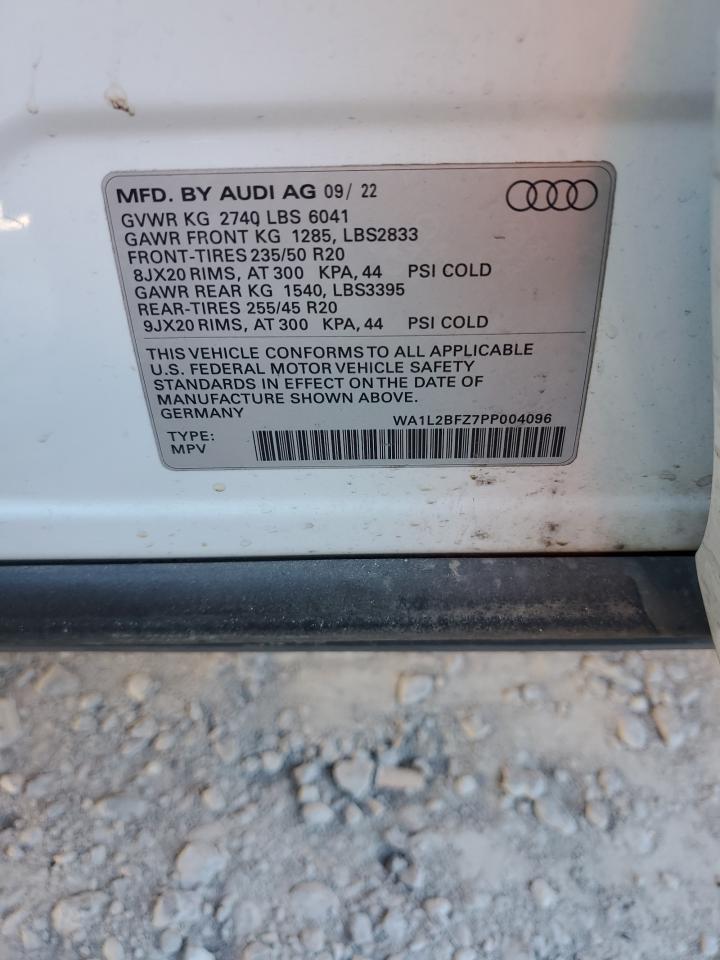 MFD. BY AUDI AG 09/ 22
GVWR KG 2740 LBS 6041
GAWR FRONT KG 1285, LBS2833
FRONT-TIRES 235/50 R20
8JX20 RIMS, AT 300 KPA, 44 PSI COLD
GAWR REAR KG 1540, LBS3395
REAR-TIRES 255/45 R20
9JX20 RIMS, AT 300 KPA, 44 PSI COLD
THIS VEHICLE CONFORMS TO ALL APPLICABLE
U.S. FEDERAL MOTOR VEHICLE SAFETY
STANDARDS IN EFFECT ON THE DATE OF
MANUFACTURE SHOWN ABOVE.
GERMANY WA1L2BFZ7PP004096
TYPE:
MPV